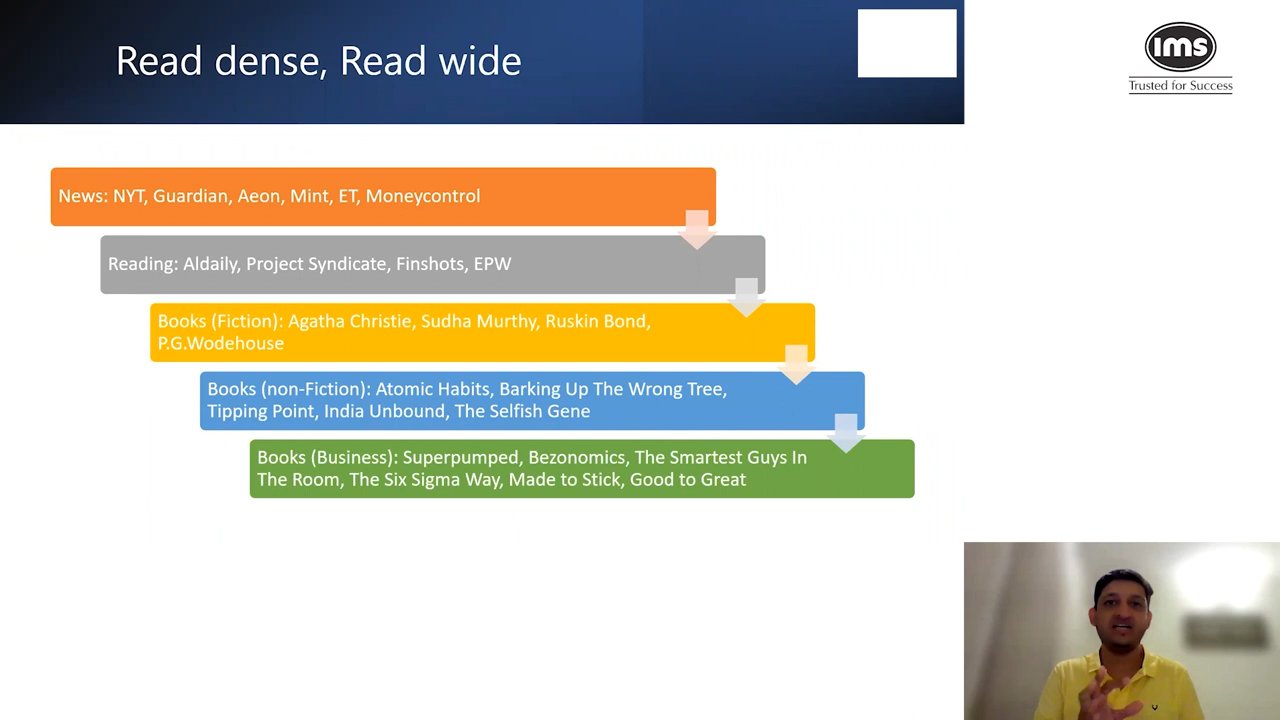 Read dense, Read wide
ims
Trusted for Success
News: NYT, Guardian, Aeon, Mint, ET, Moneycontrol
Reading: Aldaily, Project Syndicate, Finshots, EPW
Books (Fiction): Agatha Christie, Sudha Murthy, Ruskin Bond,
P.G.Wodehouse
Books (non-Fiction): Atomic Habits, Barking Up The Wrong Tree,
Tipping Point, India Unbound, The Selfish Gene
Books (Business): Superpumped, Bezonomics, The Smartest Guys In
The Room, The Six Sigma Way, Made to Stick, Good to Great